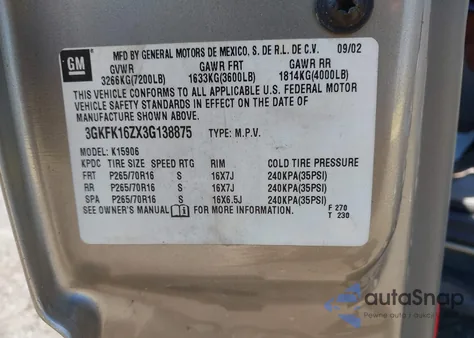 GM
MFD BY GENERAL MOTORS DE MEXICO, S. DE R.L. DE C.V. 09/02
GVWR GAWR FRT GAWR RR
3266KG(7200LB) 1633KG(3600LB) 1814KG(4000LB)
THIS VEHICLE CONFORMS TO ALL APPLICABLE U.S. FEDERAL MOTOR
VEHICLE SAFETY STANDARDS IN EFFECT ON THE DATE OF
MANUFACTURE SHOWN ABOVE.
3GKFK16ZX3G138875 TYPE: M.P.V.
MODEL: K15906
KPDC TIRE SIZE SPEED RTG RIM COLD TIRE PRESSURE
FRT P265/70R16 S 16X7J 240KPA(35PSI)
RR P265/70R16 S 16X7J 240KPA(35PSI)
SPA P265/70R16 S 16X6.5J 240KPA(35PSI)
SEE OWNER'S MANUAL FOR MORE INFORMATION. F 270
T 230
autoSnap
Pewne auto z aukcji